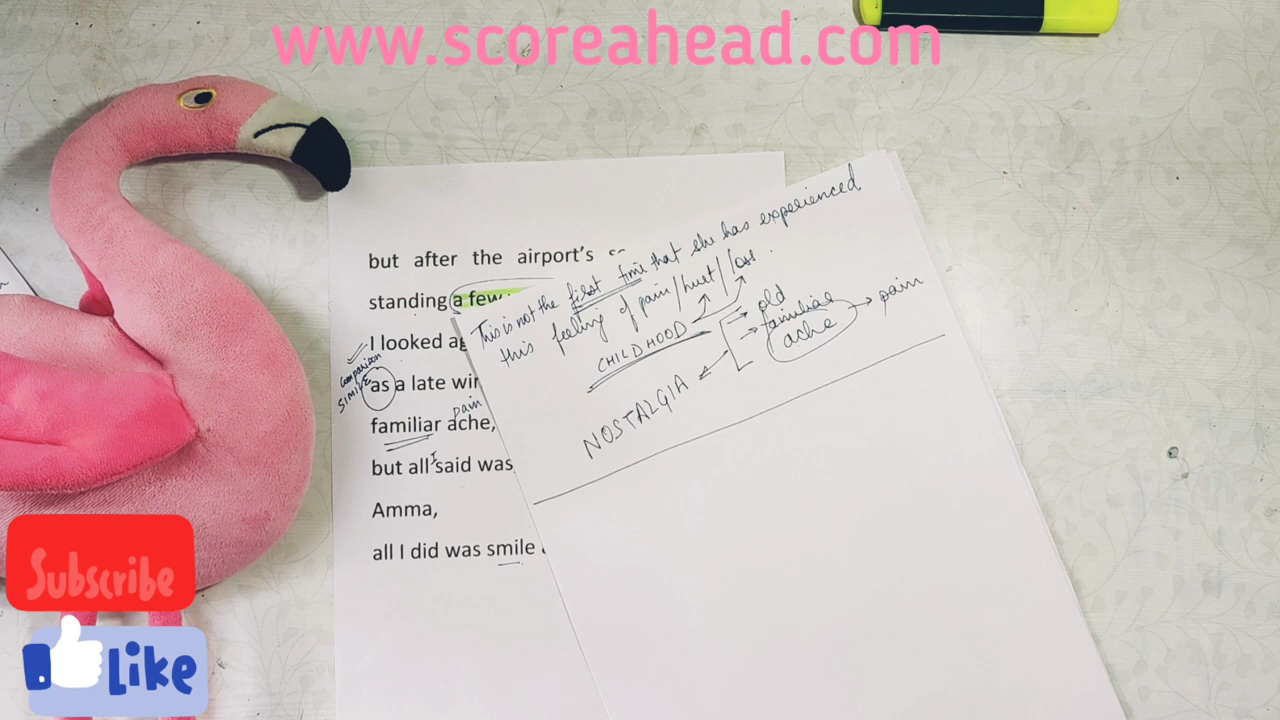 www.scoreahead.com
but after the airport's
standing a few
I looked
as a late
familiar ache,
but all said was
I
Amma,
all I did was smile
Comparison
SIMILE
pain
This is not the first time that she has experienced
this feeling of pain/hurt/loss.
CHILDHOOD
old
familiar
ache
pain
NOSTALGIA
Subscribe
Like